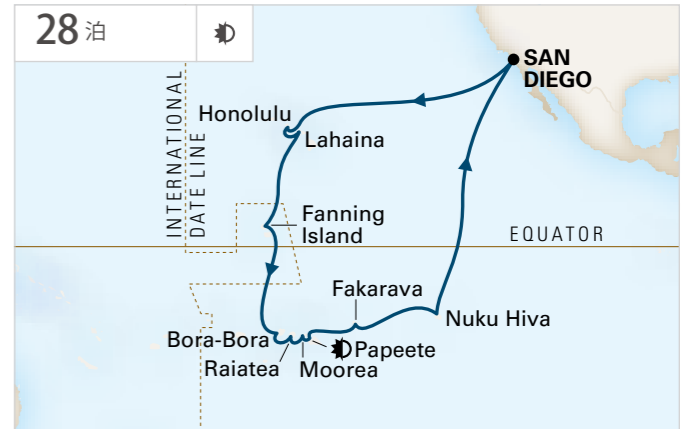 28 泊
SAN
DIEGO
Honolulu
Lahaina
INTERNATIONAL
DATE LINE
Fanning
Island
EQUATOR
Fakarava
Nuku Hiva
Bora-Bora
Papeete
Raiatea
Moorea